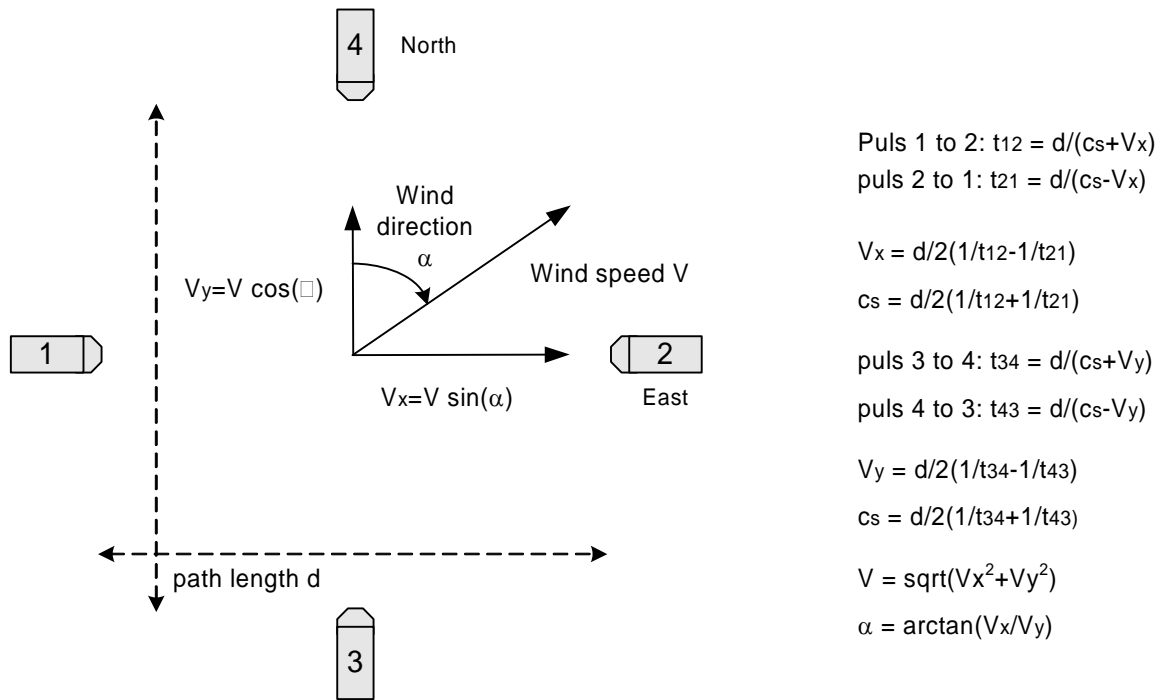 4
North
Wind
direction
α
Wind speed V
Vy=V cos(□)
1
2
Vx=V sin(α)
East
path length d
3
Puls 1 to 2: t12 = d/(cs+Vx)
puls 2 to 1: t21 = d/(cs-Vx)
Vx = d/2(1/t12-1/t21)
cs = d/2(1/t12+1/t21)
puls 3 to 4: t34 = d/(cs+Vy)
puls 4 to 3: t43 = d/(cs-Vy)
Vy = d/2(1/t34-1/t43)
cs = d/2(1/t34+1/t43)
V = sqrt(Vx²+Vy²)
α = arctan(Vx/Vy)